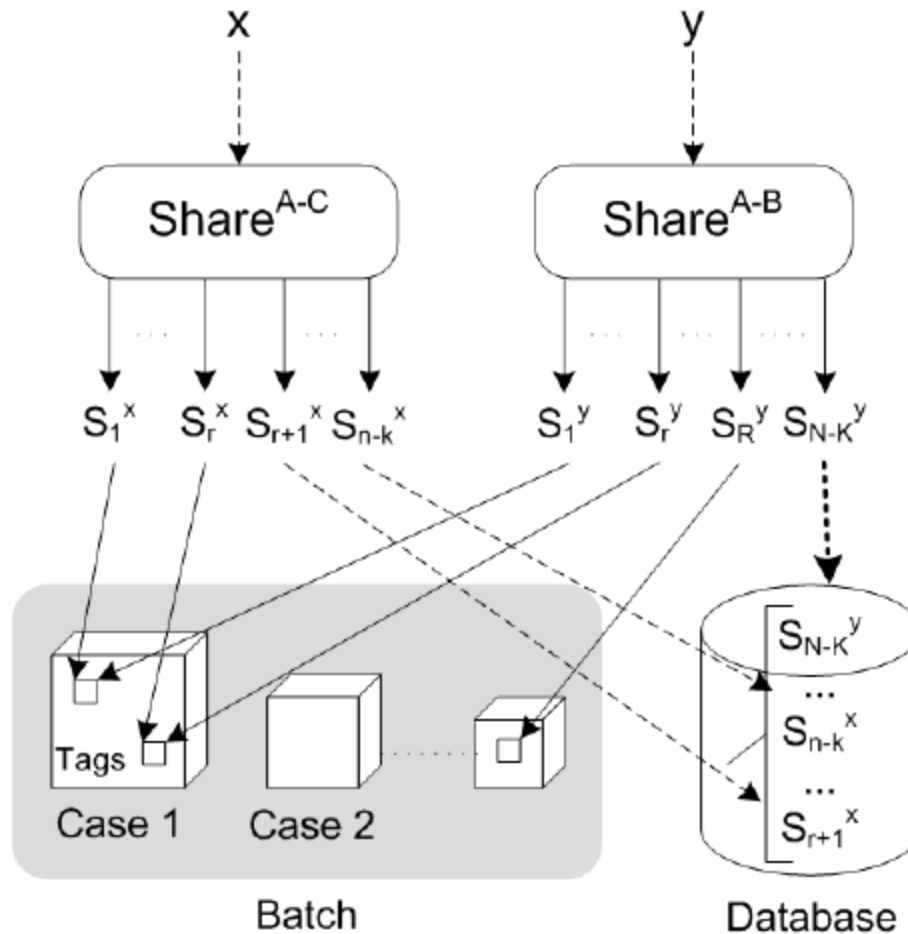 x y
Share^A-C Share^A-B
... ... ... ....
S_1^x S_r^x S_r+1^x S_n-k^x S_1^y S_r^y S_R^y S_N-K^y
S_N-K^y
...
S_n-k^x
Tags
...
Case 1 Case 2 S_r+1^x
Batch Database